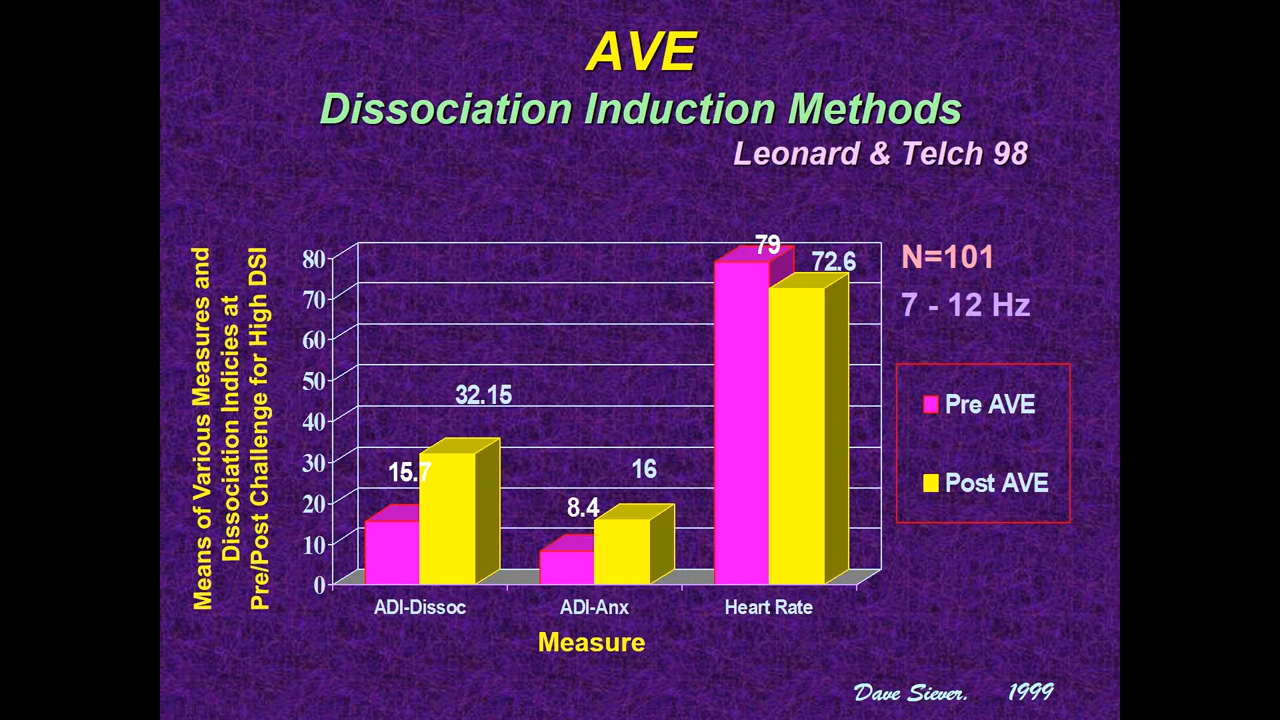 AVE
Dissociation Induction Methods
Leonard & Telch 98
Means of Various Measures and
Dissociation Indicies at
Pre/Post Challenge for High DSI
80
70
60
50
40
30
20
10
0
15.7
32.15
8.4
16
79
72.6
ADI-Dissoc
ADI-Anx
Heart Rate
Measure
N=101
7 - 12 Hz
Pre AVE
Post AVE
Dave Siever. 1999